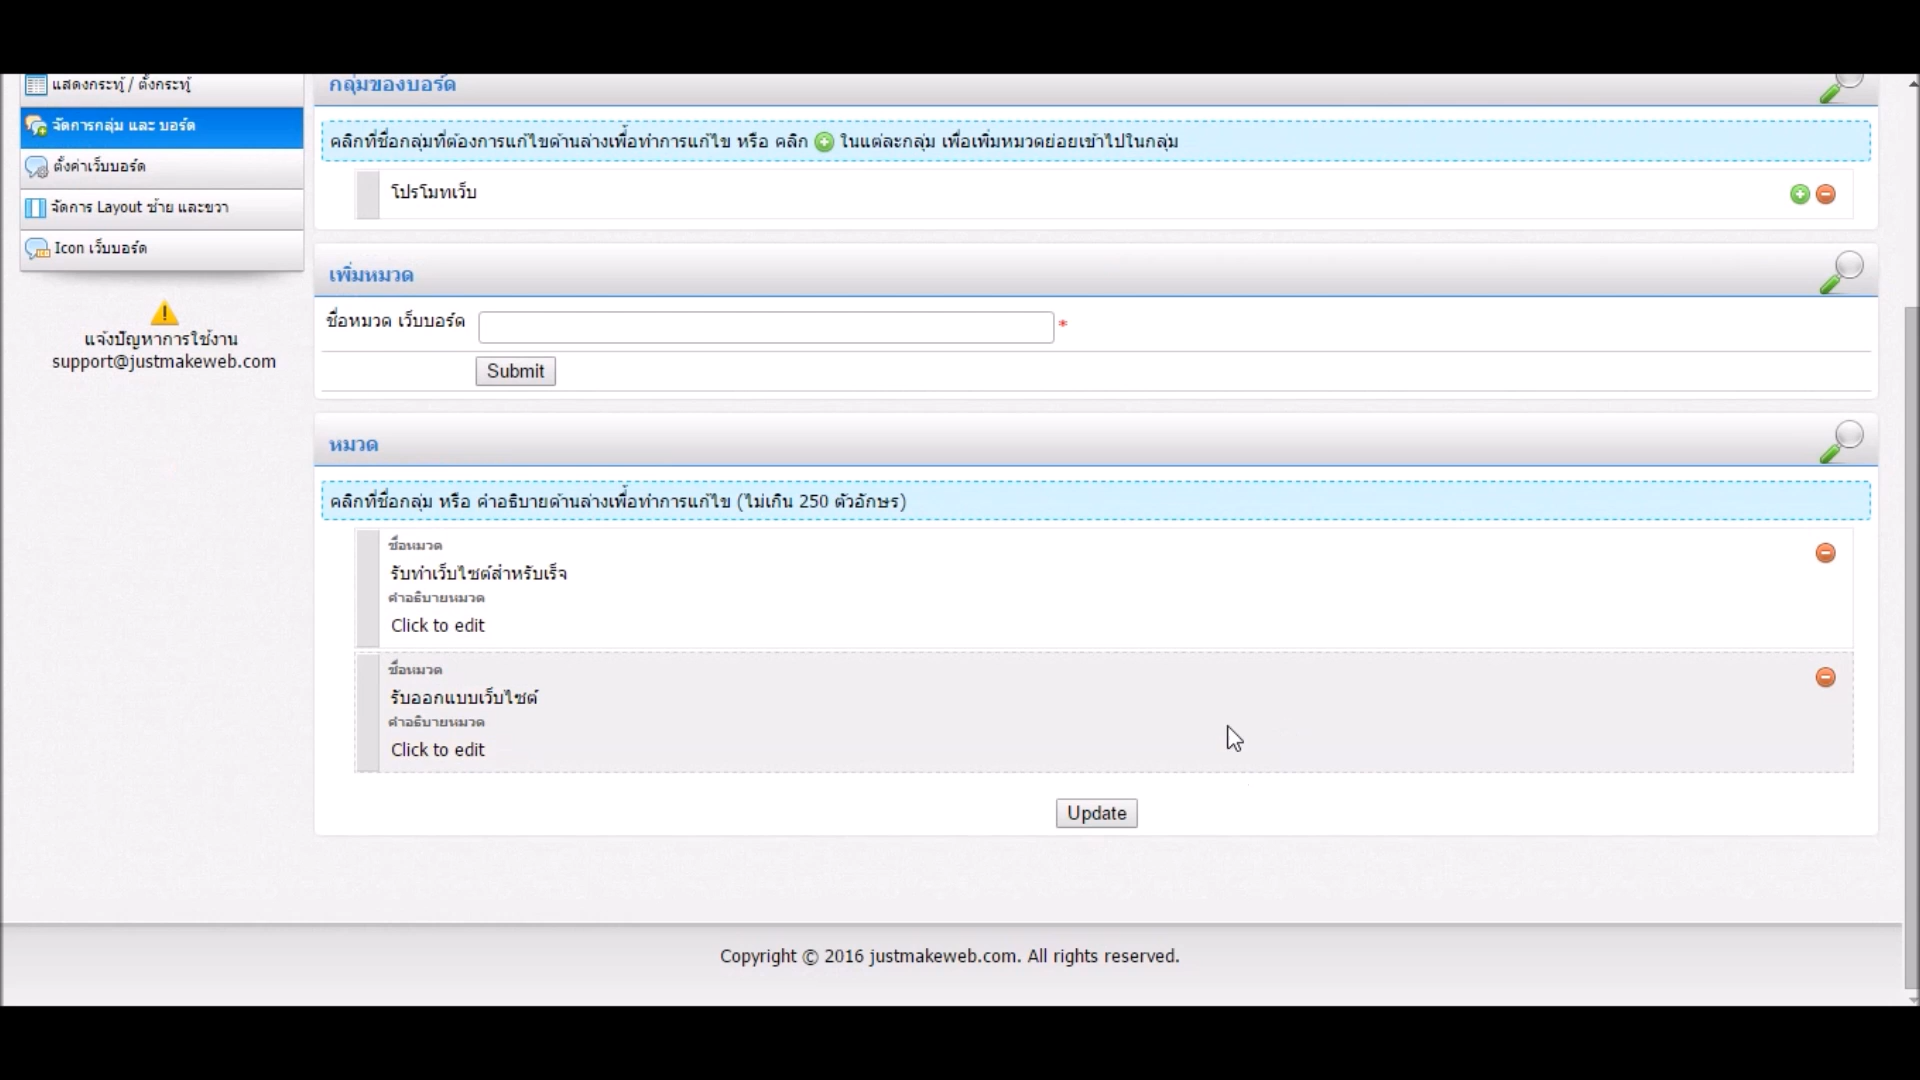 แสดงกระทู้ / ตั้งกระทู้
จัดการกลุ่ม และ บอร์ด
ตั้งค่าเว็บบอร์ด
จัดการ Layout ซ้าย และขวา
Icon เว็บบอร์ด
แจ้งปัญหาการใช้งาน
support@justmakeweb.com
กลุ่มของบอร์ด
คลิกที่ชื่อกลุ่มที่ต้องการแก้ไขด้านล่างเพื่อทำการแก้ไข หรือ คลิก ในแต่ละกลุ่ม เพื่อเพิ่มหมวดย่อยเข้าไปในกลุ่ม
โปรโมทเว็บ
เพิ่มหมวด
ชื่อหมวด เว็บบอร์ด *
Submit
หมวด
คลิกที่ชื่อกลุ่ม หรือ คำอธิบายด้านล่างเพื่อทำการแก้ไข (ไม่เกิน 250 ตัวอักษร)
ชื่อหมวด
รับทำเว็บไซต์สำหรับเร็จ
คำอธิบายหมวด
Click to edit
ชื่อหมวด
รับออกแบบเว็บไซต์
คำอธิบายหมวด
Click to edit
Update
Copyright © 2016 justmakeweb.com. All rights reserved.